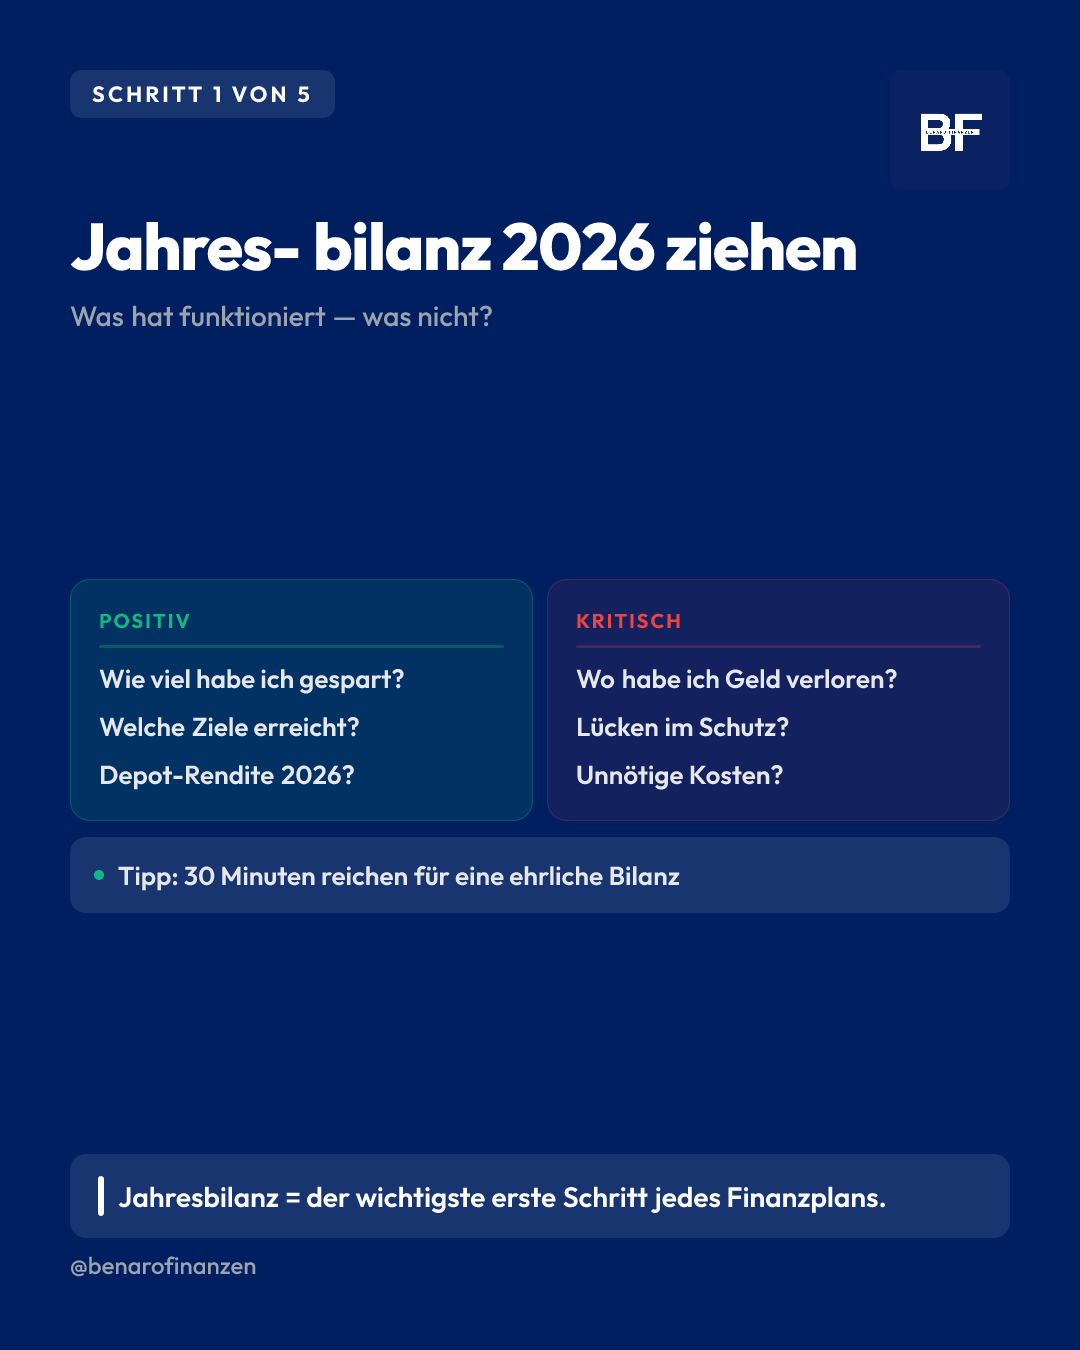 SCHRITT 1 VON 5
BF
Jahres- bilanz 2026 ziehen
Was hat funktioniert — was nicht?
POSITIV
Wie viel habe ich gespart?
Welche Ziele erreicht?
Depot-Rendite 2026?
KRITISCH
Wo habe ich Geld verloren?
Lücken im Schutz?
Unnötige Kosten?
Tipp: 30 Minuten reichen für eine ehrliche Bilanz
Jahresbilanz = der wichtigste erste Schritt jedes Finanzplans.
@benarofinanzen